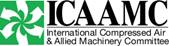 ICAAMC
International Compressed Air
& Allied Machinery Committee